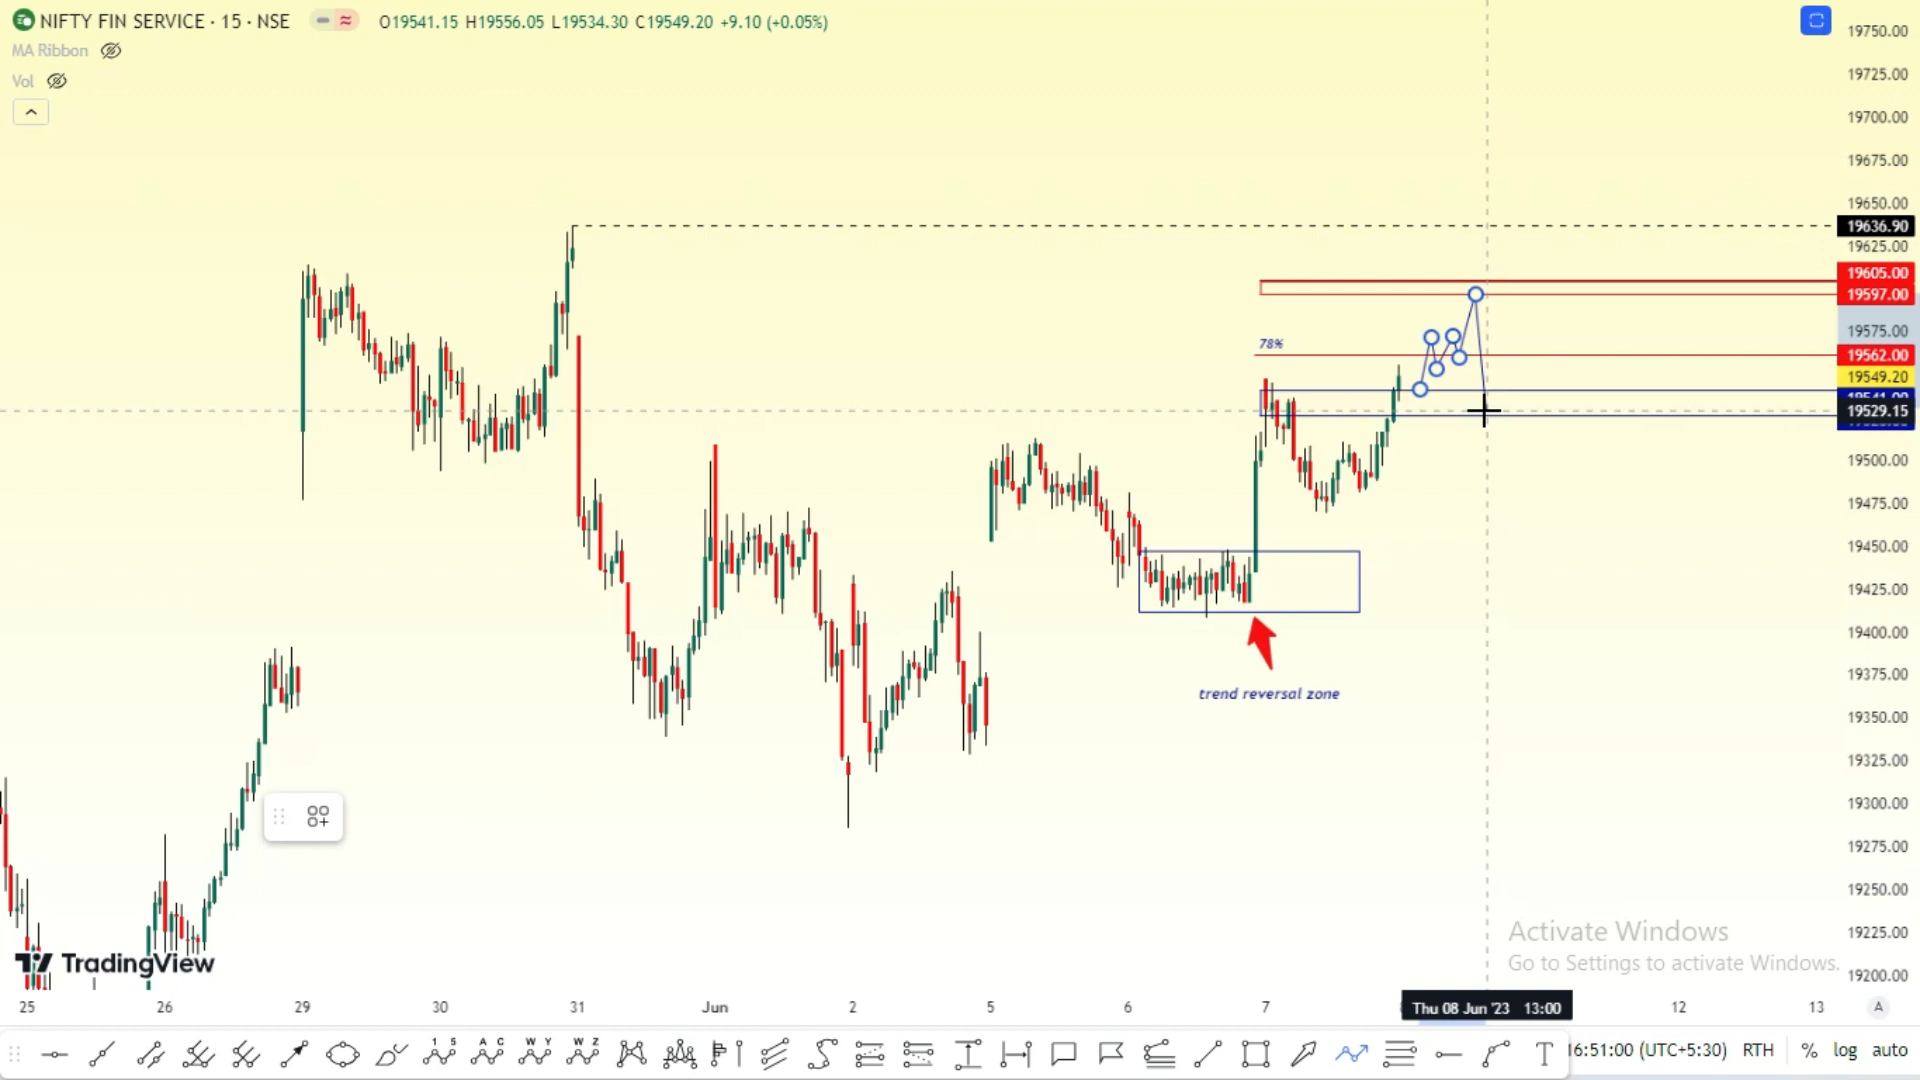 NIFTY FIN SERVICE · 15 · NSE O19541.15 H19556.05 L19534.30 C19549.20 +9.10 (+0.05%)
MA Ribbon
Vol
19750.00
19725.00
19700.00
19675.00
19650.00
19636.90
19625.00
19605.00
19597.00
19575.00
78%
19562.00
19549.20
19541.00
19529.15
19500.00
19475.00
19450.00
19425.00
19400.00
19375.00
trend reversal zone
19350.00
19325.00
19300.00
19275.00
19250.00
19225.00
19200.00
Activate Windows
Go to Settings to activate Windows.
TradingView
25 26 29 30 31 Jun 2 5 6 7 Thu 08 Jun '23 13:00 12 13 A
1 5 A C W Y W Z T
16:51:00 (UTC+5:30) RTH % log auto